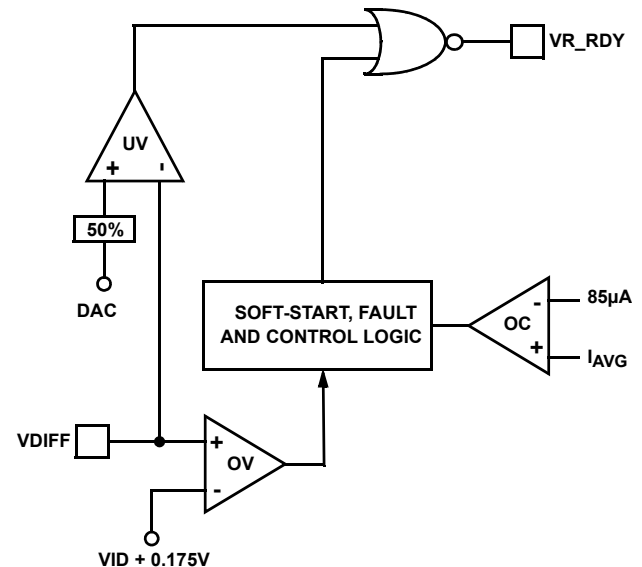 VR_RDY
UV
+ -
50%
DAC
SOFT-START, FAULT
AND CONTROL LOGIC
- 85µA
OC
+ IAVG
VDIFF
+
OV
-
VID + 0.175V